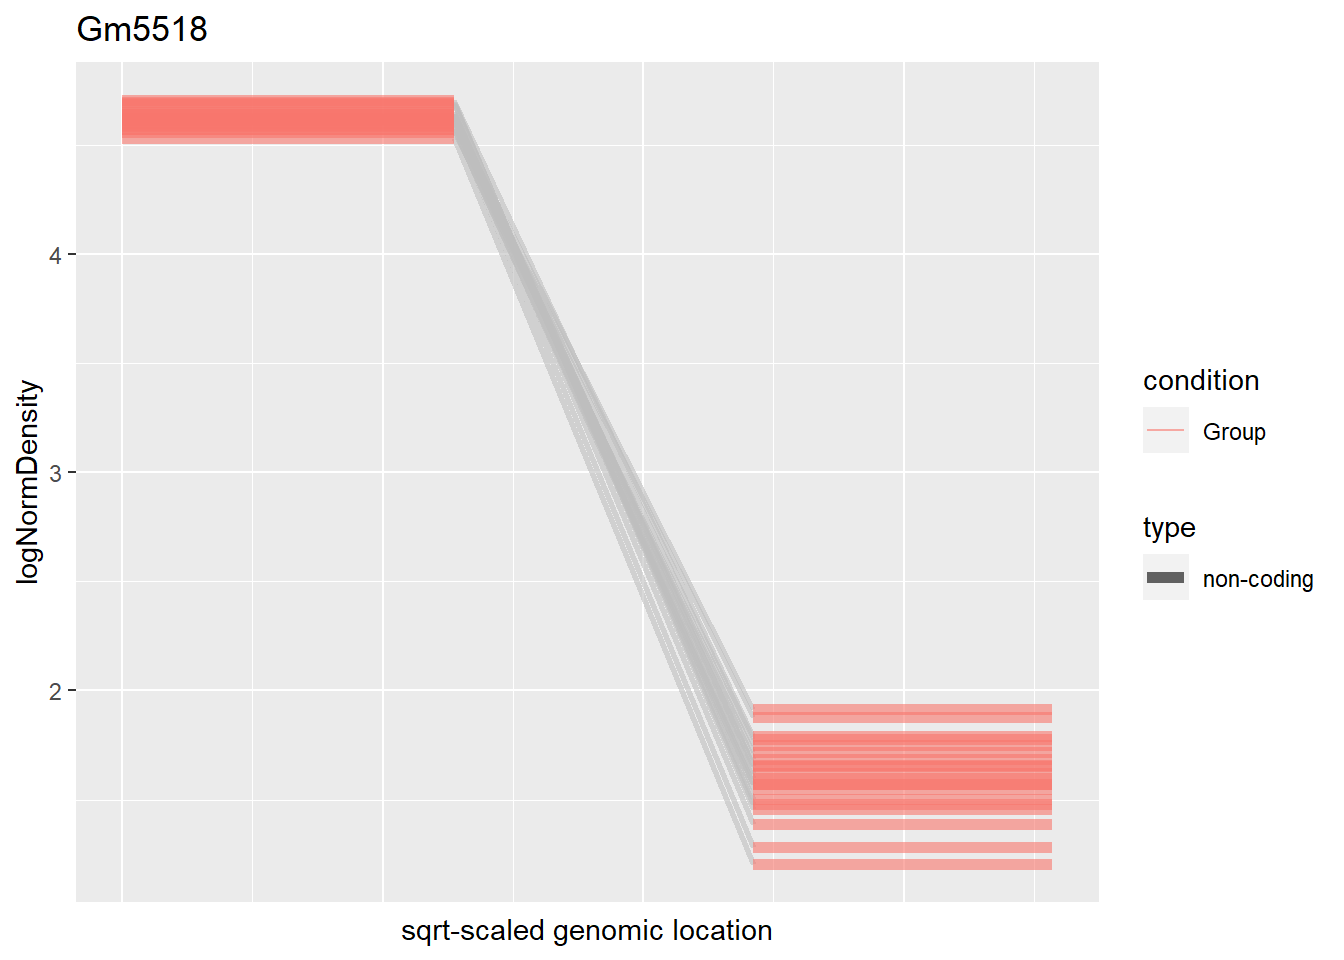 Gm5518
4
3
2
logNormDensity
sqrt-scaled genomic location
condition
Group
type
non-coding